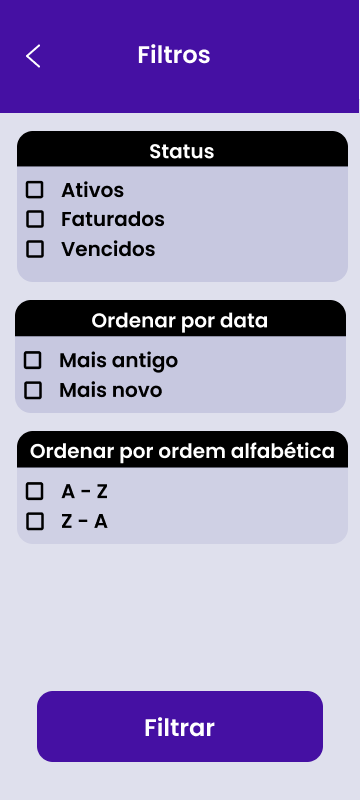 Filtros
Status
Ativos
Faturados
Vencidos
Ordenar por data
Mais antigo
Mais novo
Ordenar por ordem alfabética
A - Z
Z - A
Filtrar